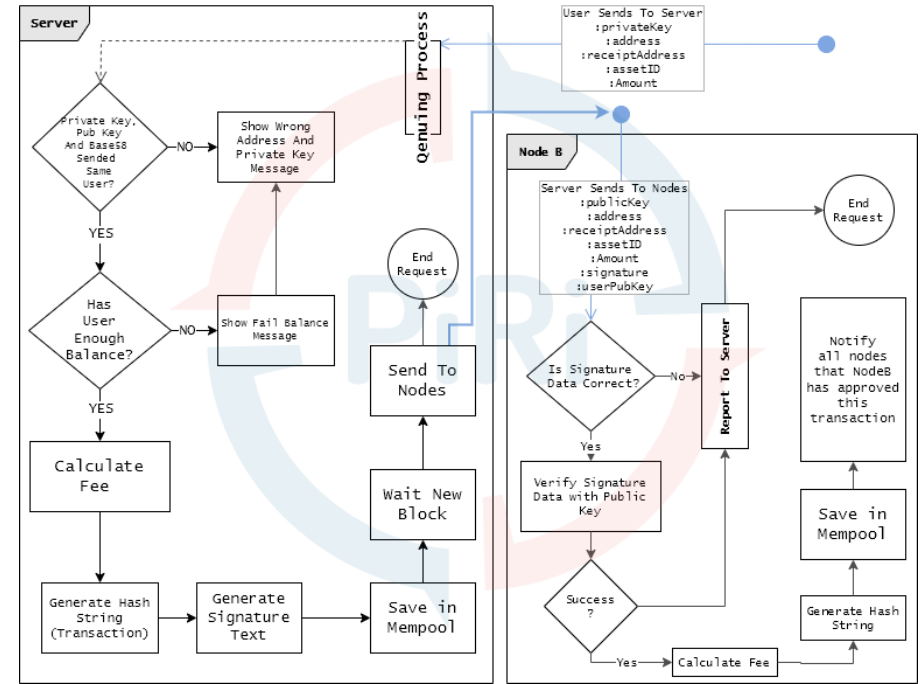 Server
Qenuing Process
User Sends To Server
:privateKey
:address
:receiptAddress
:assetID
:Amount
Private Key,
Pub Key
And Base58
Sended
Same
User?
NO
Show Wrong
Address And
Private Key
Message
YES
Has
User
Enough
Balance?
NO
Show Fail Balance
Message
YES
Calculate
Fee
Generate Hash
String
(Transaction)
Generate
Signature
Text
Save in
Mempool
Wait New
Block
Send To
Nodes
End
Request
PiRi
Node B
Server Sends To Nodes
:publicKey
:address
:receiptAddress
:assetID
:Amount
:signature
:userPubKey
Is Signature
Data Correct?
No
Report To Server
End
Request
Yes
Verify Signature
Data with Public
Key
Success
?
Yes
Calculate Fee
Generate Hash
String
Save in
Mempool
Notify
all nodes
that NodeB
has approved
this
transaction